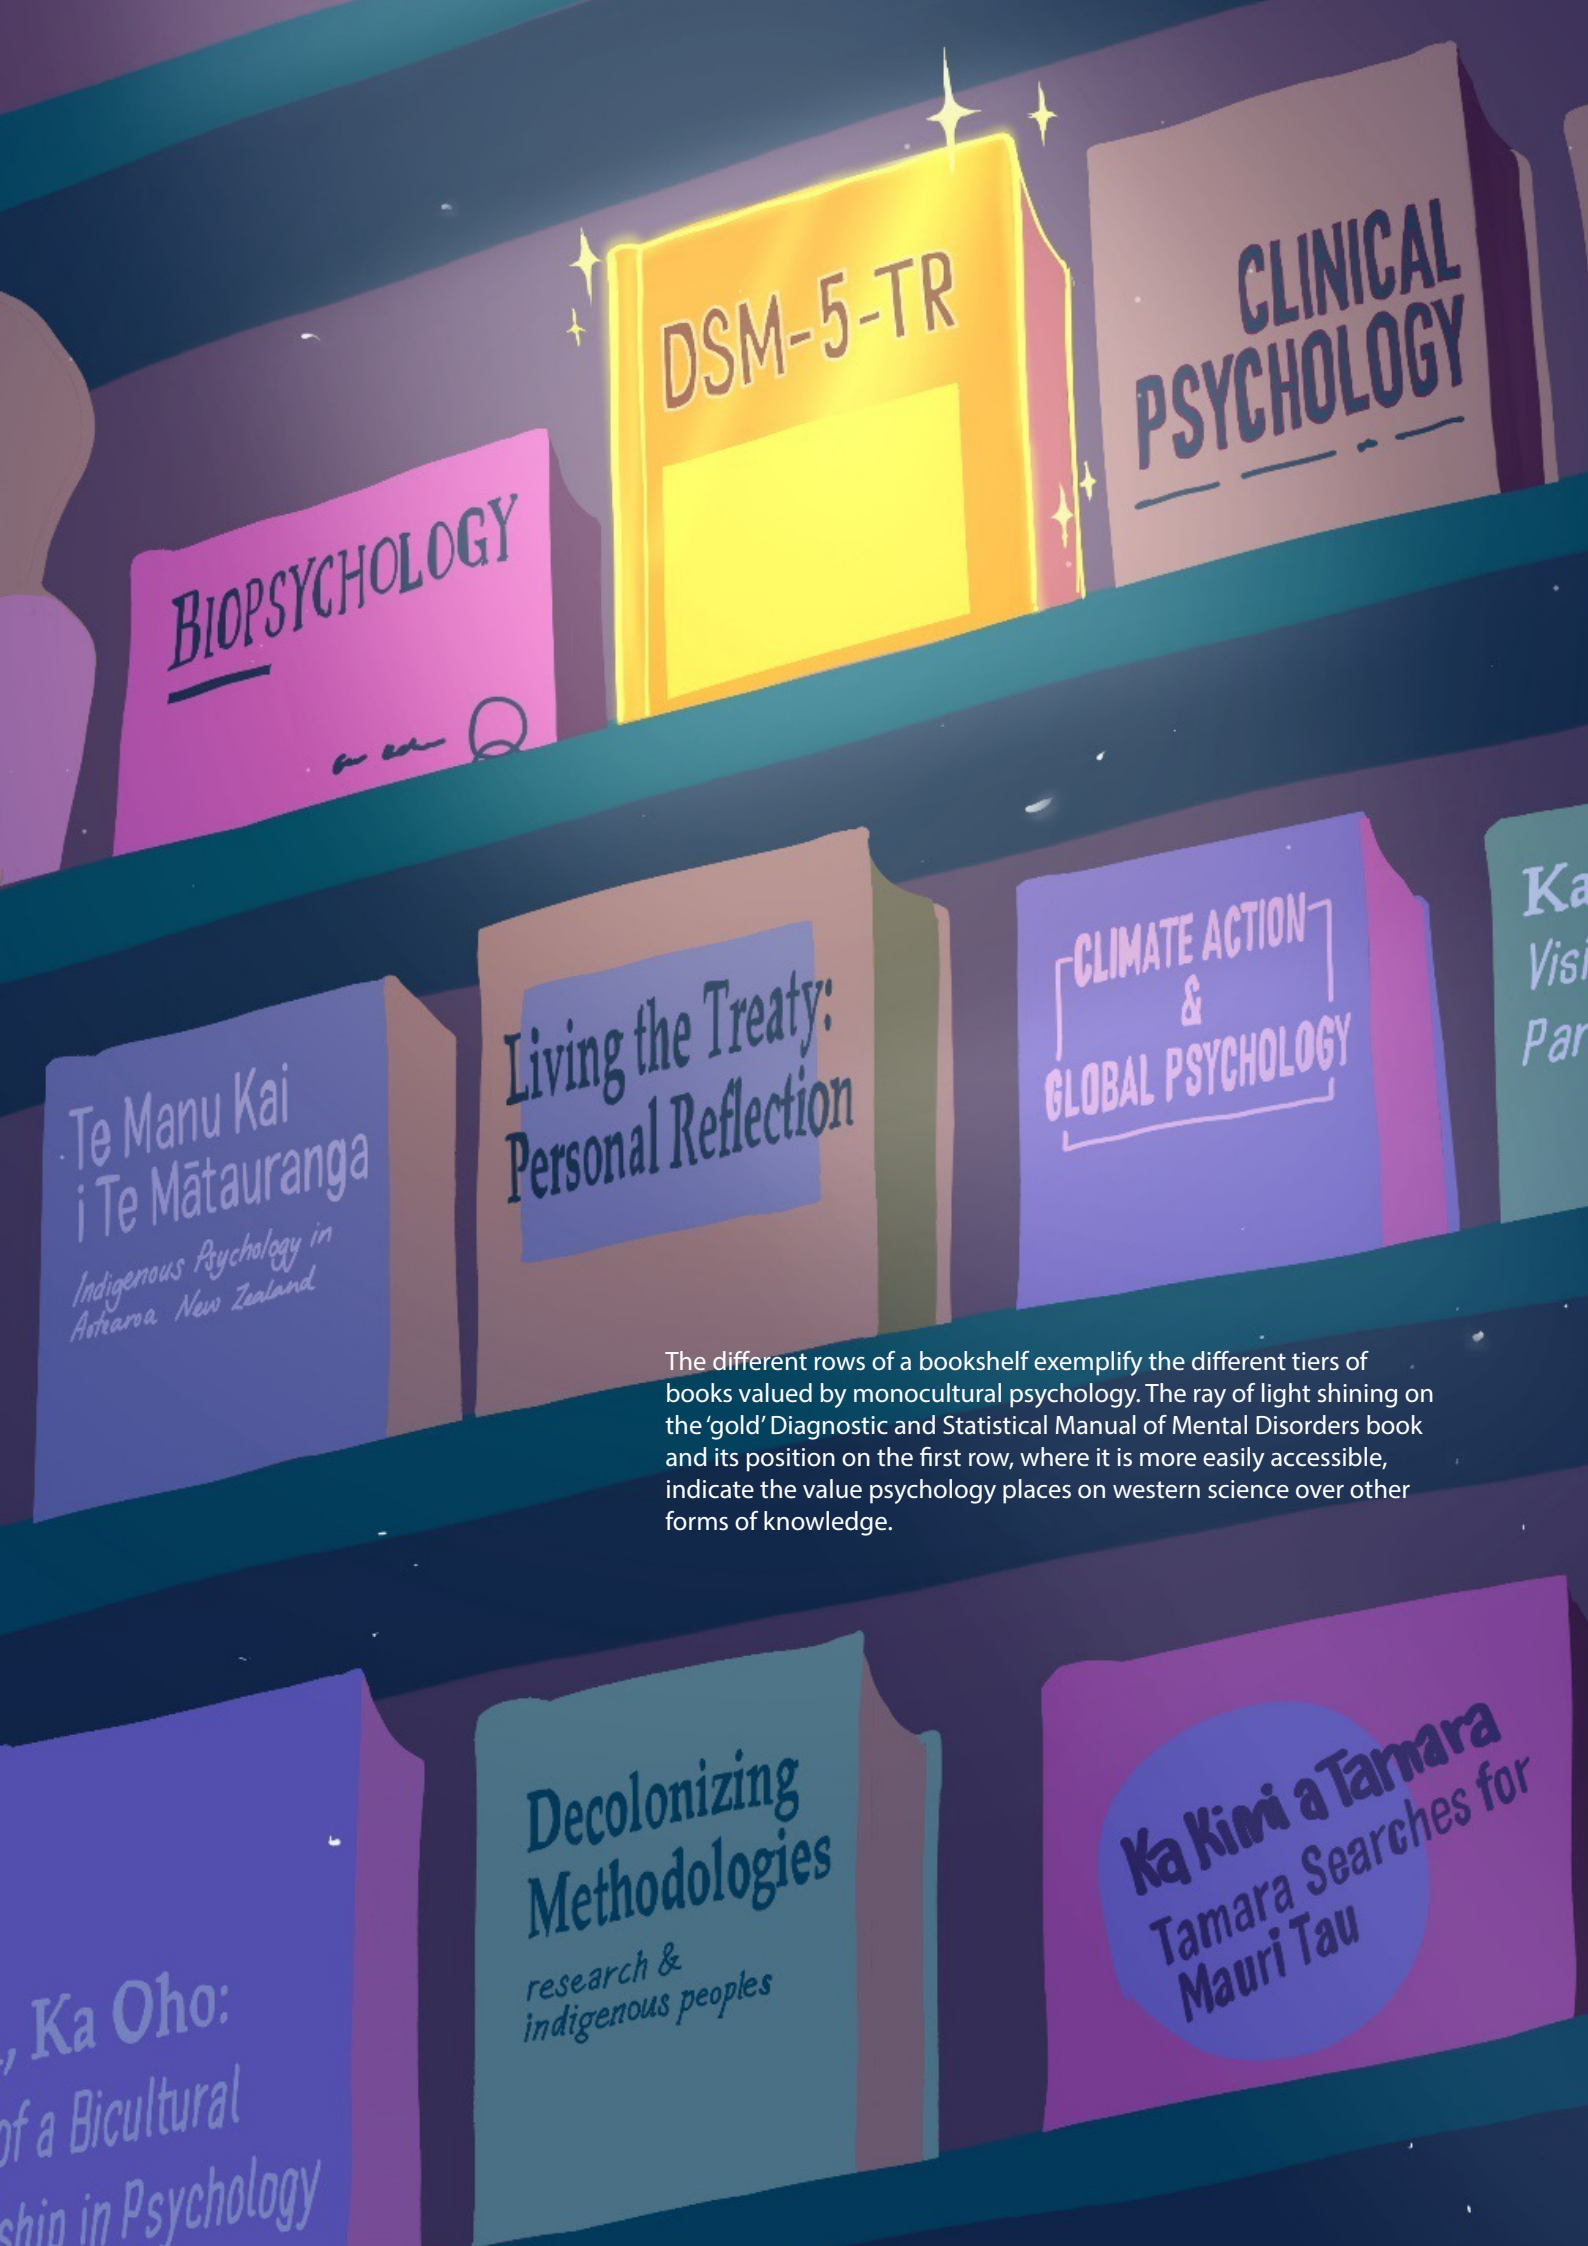 DSM-5-TR
CLINICAL
PSYCHOLOGY
BIOPSYCHOLOGY
Te Manu Kai
i Te Mātauranga
Indigenous Psychology in
Aotearoa New Zealand
Living the Treaty:
Personal Reflection
CLIMATE ACTION
&
GLOBAL PSYCHOLOGY
Ka
Visi
Par
The different rows of a bookshelf exemplify the different tiers of
books valued by monocultural psychology. The ray of light shining on
the ‘gold’ Diagnostic and Statistical Manual of Mental Disorders book
and its position on the first row, where it is more easily accessible,
indicate the value psychology places on western science over other
forms of knowledge.
, Ka Oho:
of a Bicultural
ship in Psychology
Decolonizing
Methodologies
research &
indigenous peoples
Ka Kimi a Tamara
Tamara Searches for
Mauri Tau